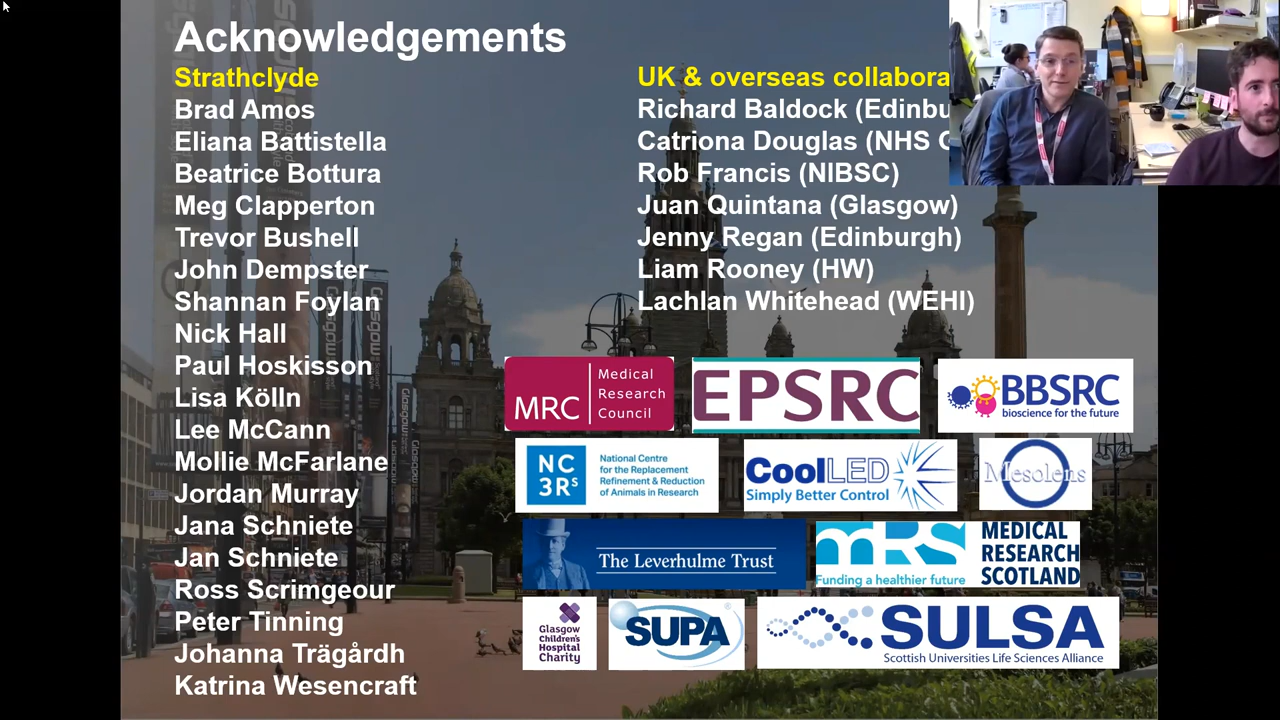 Acknowledgements
Strathclyde
Brad Amos
Eliana Battistella
Beatrice Bottura
Meg Clapperton
Trevor Bushell
John Dempster
Shannan Foylan
Nick Hall
Paul Hoskisson
Lisa Kölln
Lee McCann
Mollie McFarlane
Jordan Murray
Jana Schniete
Jan Schniete
Ross Scrimgeour
Peter Tinning
Johanna Trägårdh
Katrina Wesencraft
UK & overseas collabora
Richard Baldock (Edinbu
Catriona Douglas (NHS
Rob Francis (NIBSC)
Juan Quintana (Glasgow)
Jenny Regan (Edinburgh)
Liam Rooney (HW)
Lachlan Whitehead (WEHI)
MRC
Medical
Research
Council
EPSRC
BBSRC
bioscience for the future
NC
3Rs
National Centre
for the Replacement
Refinement & Reduction
of Animals in Research
CoolLED
Simply Better Control
Mesolens
The Leverhulme Trust
mRS
Funding a healthier future
MEDICAL
RESEARCH
SCOTLAND
Glasgow
Children's
Hospital
Charity
SUPA
SULSA
Scottish Universities Life Sciences Alliance